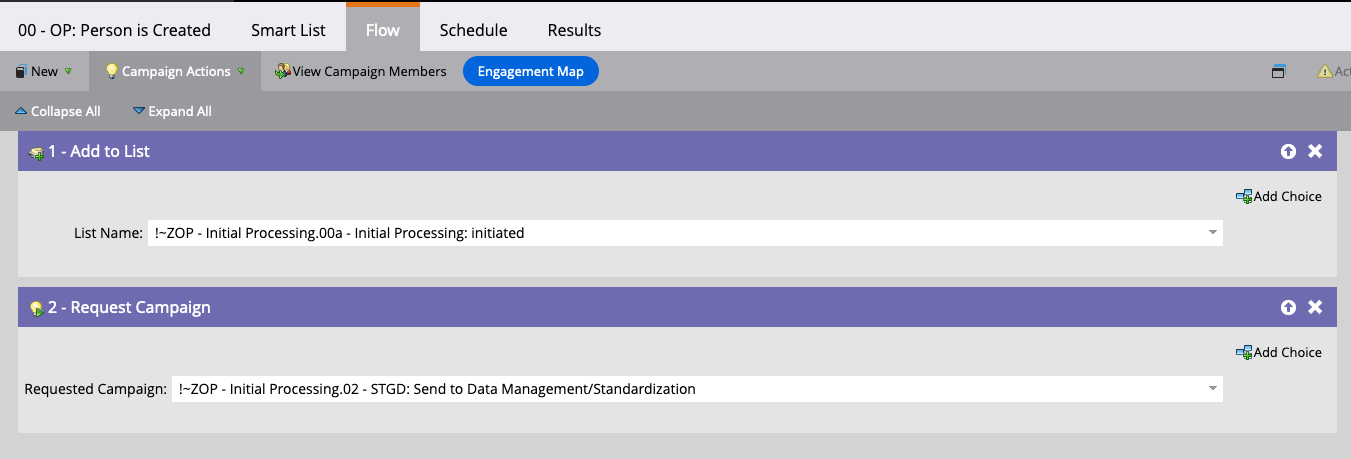 00 - OP: Person is Created Smart List Flow Schedule Results
New Campaign Actions View Campaign Members Engagement Map
Collapse All Expand All
1 - Add to List
Add Choice
List Name: !~ZOP - Initial Processing.00a - Initial Processing: initiated
2 - Request Campaign
Add Choice
Requested Campaign: !~ZOP - Initial Processing.02 - STGD: Send to Data Management/Standardization